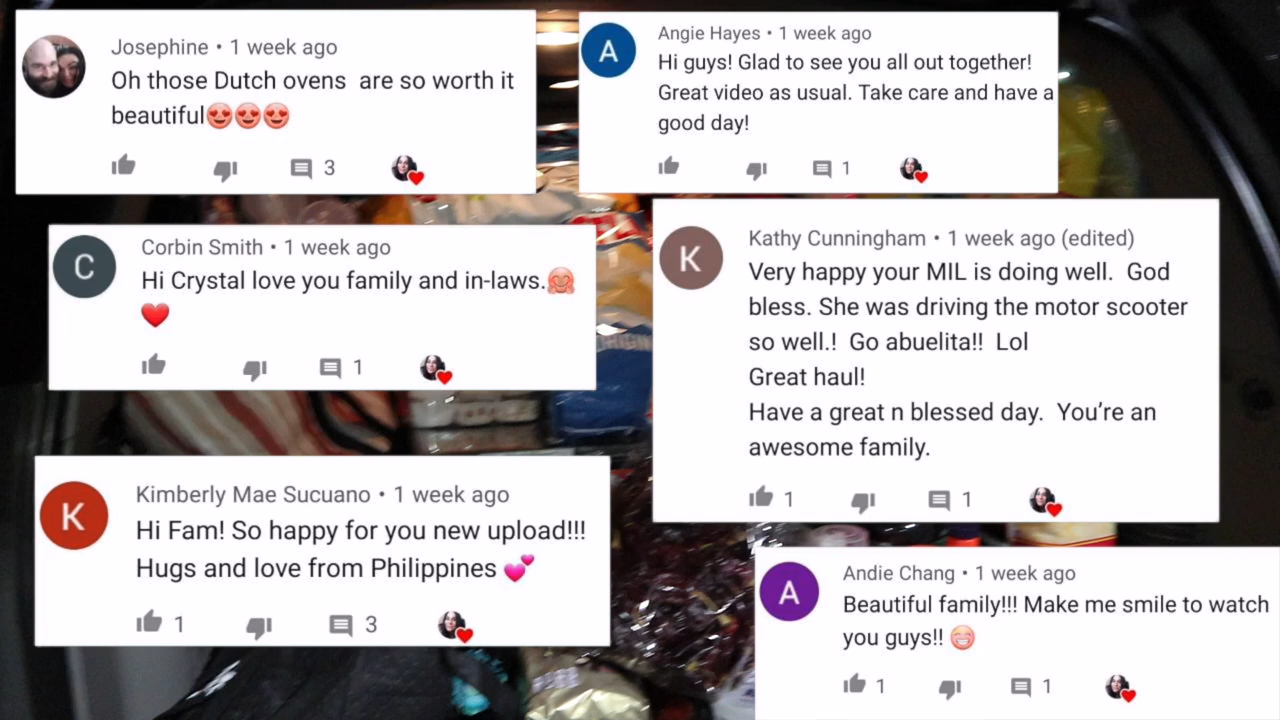 Josephine • 1 week ago
Oh those Dutch ovens are so worth it
beautiful😍😍😍
3
A
Angie Hayes • 1 week ago
Hi guys! Glad to see you all out together!
Great video as usual. Take care and have a
good day!
1
C
Corbin Smith • 1 week ago
Hi Crystal love you family and in-laws.🤗
❤️
1
K
Kathy Cunningham • 1 week ago (edited)
Very happy your MIL is doing well. God
bless. She was driving the motor scooter
so well.! Go abuelita!! Lol
Great haul!
Have a great n blessed day. You’re an
awesome family.
1 1
K
Kimberly Mae Sucuano • 1 week ago
Hi Fam! So happy for you new upload!!!
Hugs and love from Philippines 💕
1 3
A
Andie Chang • 1 week ago
Beautiful family!!! Make me smile to watch
you guys!! 😁
1 1